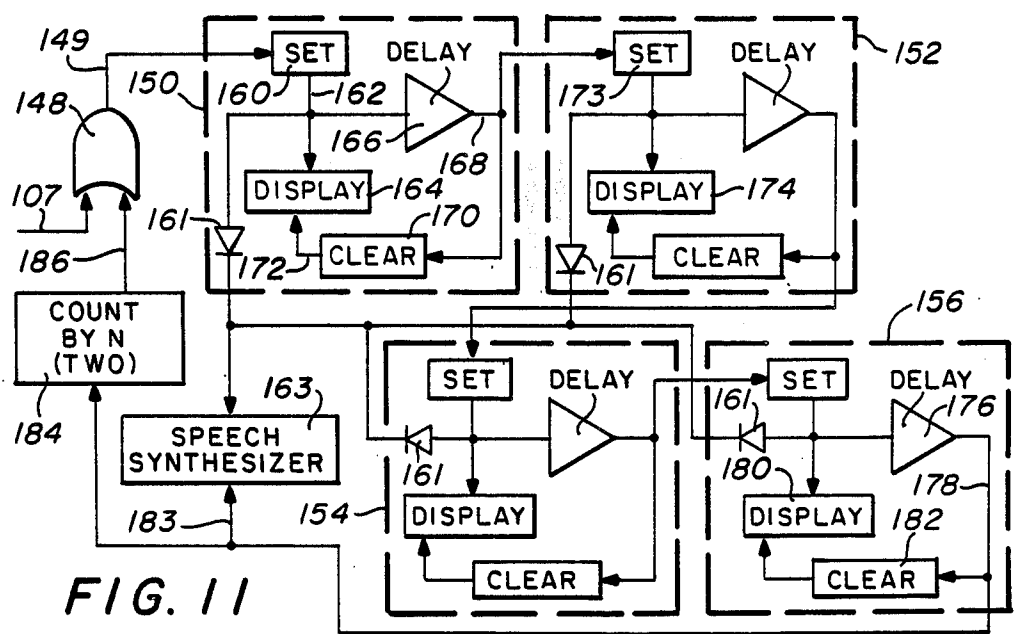 149
148
107
186
COUNT
BY N
(TWO)
184
150
SET
160
162
DELAY
166
168
DISPLAY
164
161
170
CLEAR
172
152
SET
173
DELAY
DISPLAY
174
161
CLEAR
163
SPEECH
SYNTHESIZER
183
154
SET
DELAY
161
DISPLAY
CLEAR
156
SET
DELAY
161
176
180
178
DISPLAY
182
CLEAR
FIG. 11